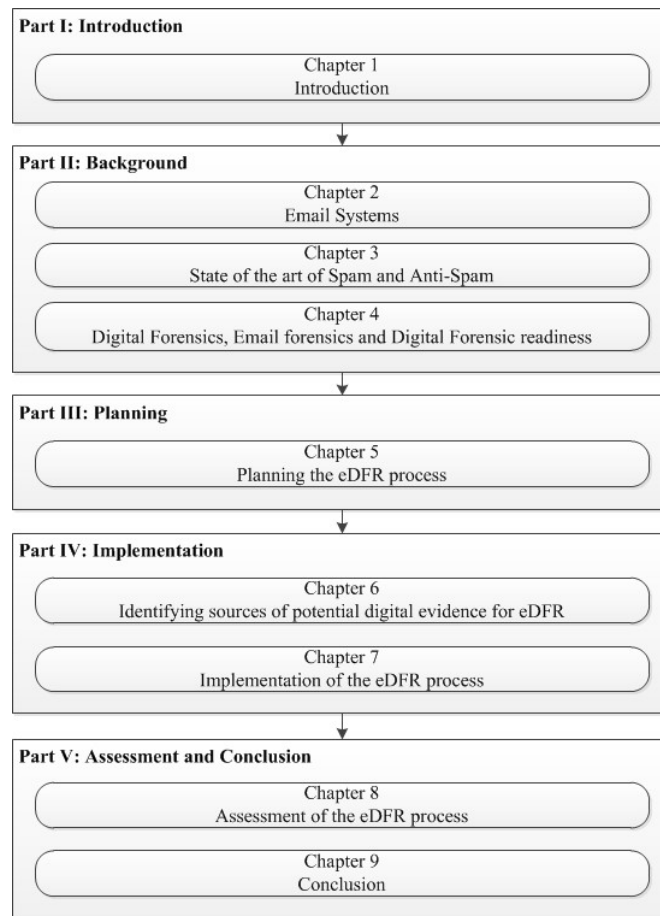 Part I: Introduction
Chapter 1
Introduction
Part II: Background
Chapter 2
Email Systems
Chapter 3
State of the art of Spam and Anti-Spam
Chapter 4
Digital Forensics, Email forensics and Digital Forensic readiness
Part III: Planning
Chapter 5
Planning the eDFR process
Part IV: Implementation
Chapter 6
Identifying sources of potential digital evidence for eDFR
Chapter 7
Implementation of the eDFR process
Part V: Assessment and Conclusion
Chapter 8
Assessment of the eDFR process
Chapter 9
Conclusion